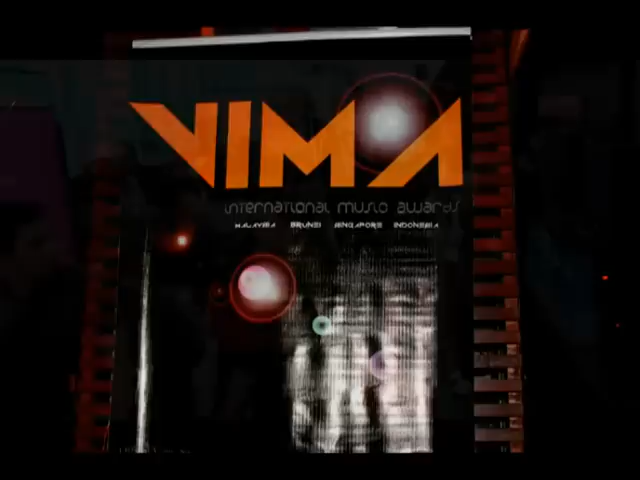 VIMA
international music awards
MALAYSIA BRUNEI SINGAPORE INDONESIA